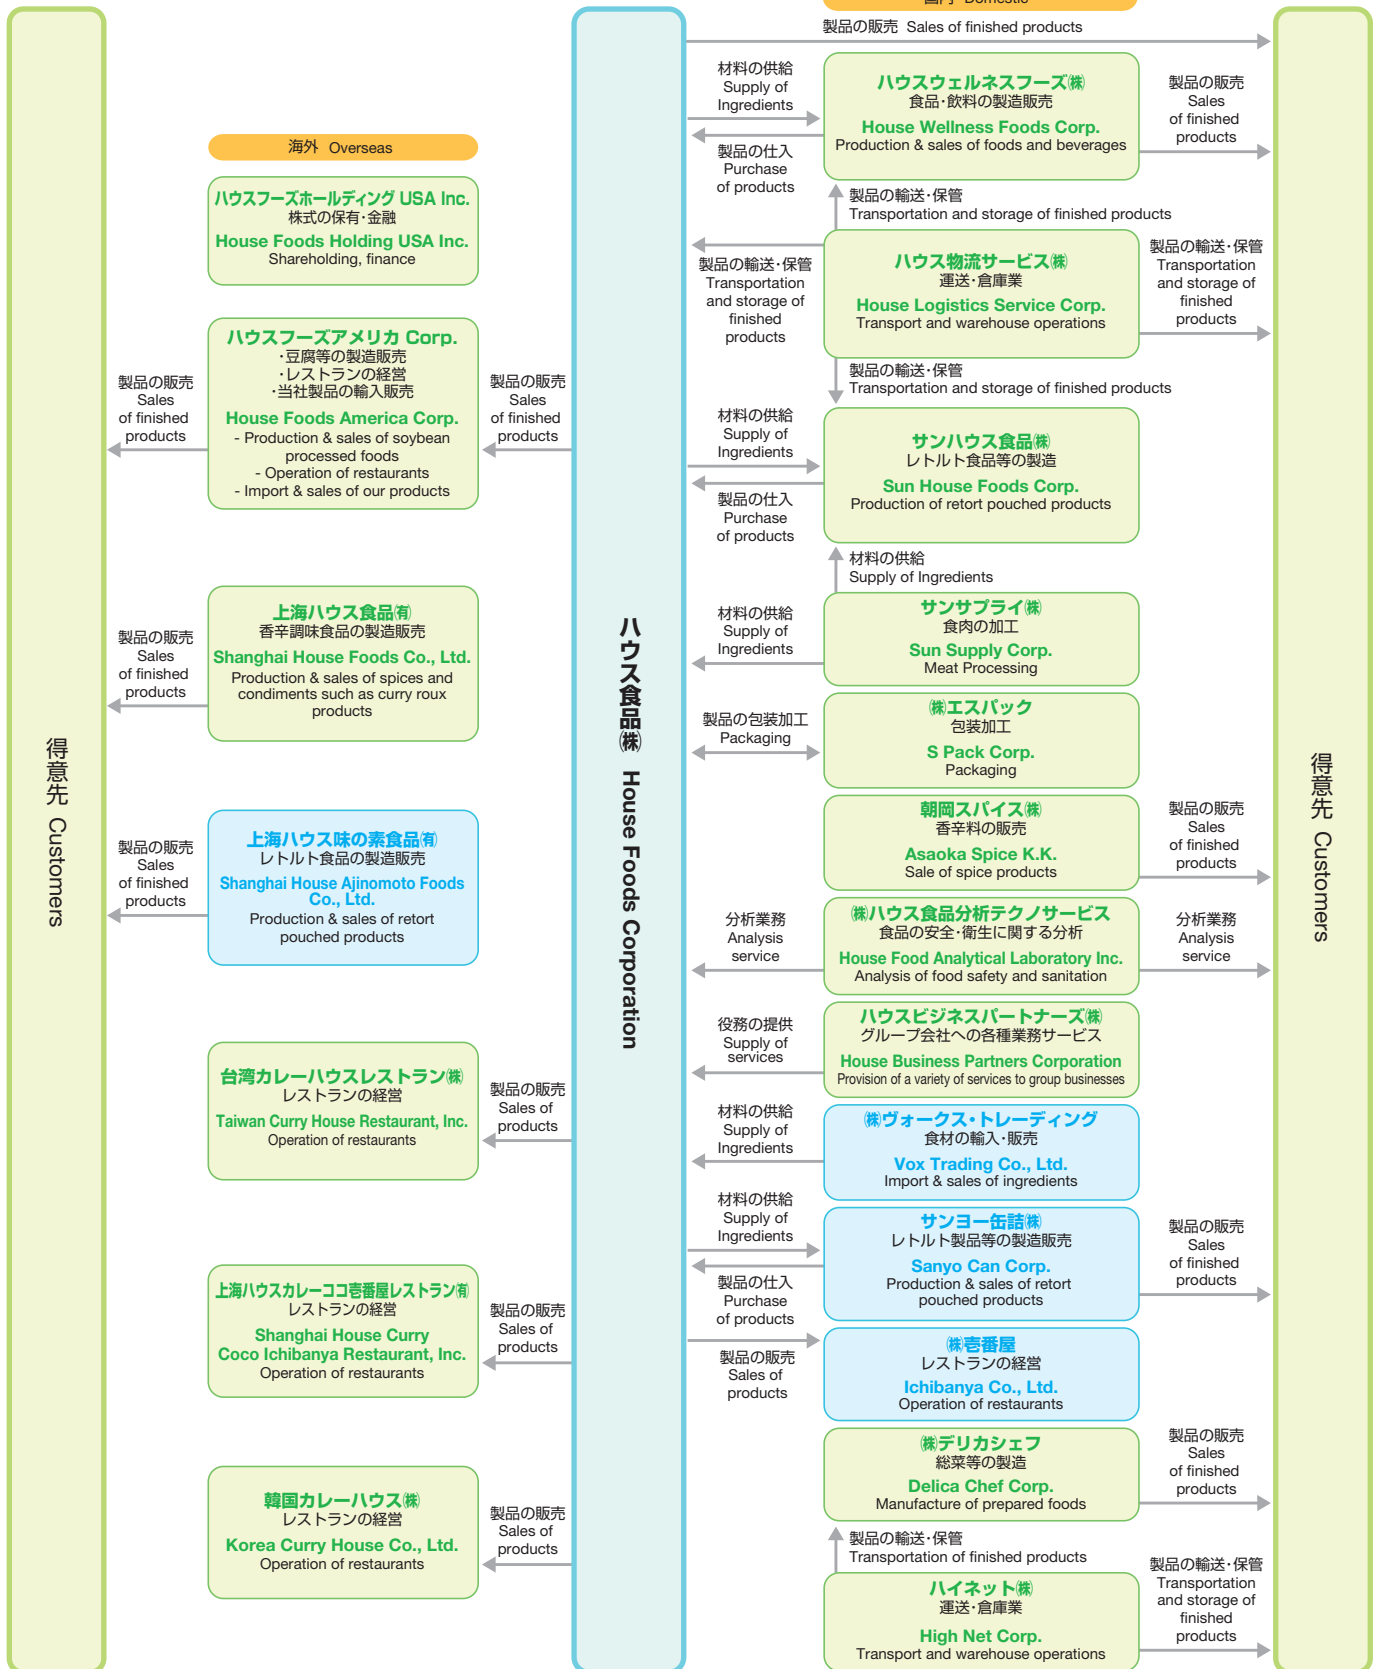 国内 Domestic
製品の販売 Sales of finished products
海外 Overseas
ハウスフーズホールディング USA Inc.
株式の保有・金融
House Foods Holding USA Inc.
Shareholding, finance
ハウスフーズアメリカ Corp.
・豆腐等の製造販売
・レストランの経営
・当社製品の輸入販売
House Foods America Corp.
- Production & sales of soybean
processed foods
- Operation of restaurants
- Import & sales of our products
製品の販売
Sales
of finished
products
製品の販売
Sales
of finished
products
上海ハウス食品㈲
香辛調味食品の製造販売
Shanghai House Foods Co., Ltd.
Production & sales of spices and
condiments such as curry roux
products
製品の販売
Sales
of finished
products
上海ハウス味の素食品㈲
レトルト食品の製造販売
Shanghai House Ajinomoto Foods
Co., Ltd.
Production & sales of retort
pouched products
製品の販売
Sales
of finished
products
台湾カレーハウスレストラン㈱
レストランの経営
Taiwan Curry House Restaurant, Inc.
Operation of restaurants
製品の販売
Sales of
products
上海ハウスカレーココ壱番屋レストラン㈲
レストランの経営
Shanghai House Curry
Coco Ichibanya Restaurant, Inc.
Operation of restaurants
製品の販売
Sales of
products
韓国カレーハウス㈱
レストランの経営
Korea Curry House Co., Ltd.
Operation of restaurants
製品の販売
Sales of
products
得意先 Customers
ハウス食品㈱ House Foods Corporation
材料の供給
Supply of
Ingredients
製品の仕入
Purchase
of products
ハウスウェルネスフーズ㈱
食品・飲料の製造販売
House Wellness Foods Corp.
Production & sales of foods and beverages
製品の販売
Sales
of finished
products
製品の輸送・保管
Transportation and storage of finished products
製品の輸送・保管
Transportation
and storage of
finished
products
ハウス物流サービス㈱
運送・倉庫業
House Logistics Service Corp.
Transport and warehouse operations
製品の輸送・保管
Transportation
and storage of
finished
products
製品の輸送・保管
Transportation and storage of finished products
材料の供給
Supply of
Ingredients
製品の仕入
Purchase
of products
サンハウス食品㈱
レトルト食品等の製造
Sun House Foods Corp.
Production of retort pouched products
材料の供給
Supply of Ingredients
材料の供給
Supply of
Ingredients
サンサプライ㈱
食肉の加工
Sun Supply Corp.
Meat Processing
製品の包装加工
Packaging
㈱エスパック
包装加工
S Pack Corp.
Packaging
朝岡スパイス㈱
香辛料の販売
Asaoka Spice K.K.
Sale of spice products
製品の販売
Sales
of finished
products
分析業務
Analysis
service
㈱ハウス食品分析テクノサービス
食品の安全・衛生に関する分析
House Food Analytical Laboratory Inc.
Analysis of food safety and sanitation
分析業務
Analysis
service
役務の提供
Supply of
services
ハウスビジネスパートナーズ㈱
グループ会社への各種業務サービス
House Business Partners Corporation
Provision of a variety of services to group businesses
材料の供給
Supply of
Ingredients
㈱ヴォークス・トレーディング
食材の輸入・販売
Vox Trading Co., Ltd.
Import & sales of ingredients
材料の供給
Supply of
Ingredients
製品の仕入
Purchase
of products
サンヨー缶詰㈱
レトルト製品等の製造販売
Sanyo Can Corp.
Production & sales of retort
pouched products
製品の販売
Sales
of finished
products
製品の販売
Sales of
products
㈱壱番屋
レストランの経営
Ichibanya Co., Ltd.
Operation of restaurants
㈱デリカシェフ
総菜等の製造
Delica Chef Corp.
Manufacture of prepared foods
製品の販売
Sales
of finished
products
製品の輸送・保管
Transportation of finished products
ハイネット㈱
運送・倉庫業
High Net Corp.
Transport and warehouse operations
製品の輸送・保管
Transportation
and storage of
finished
products
得意先 Customers